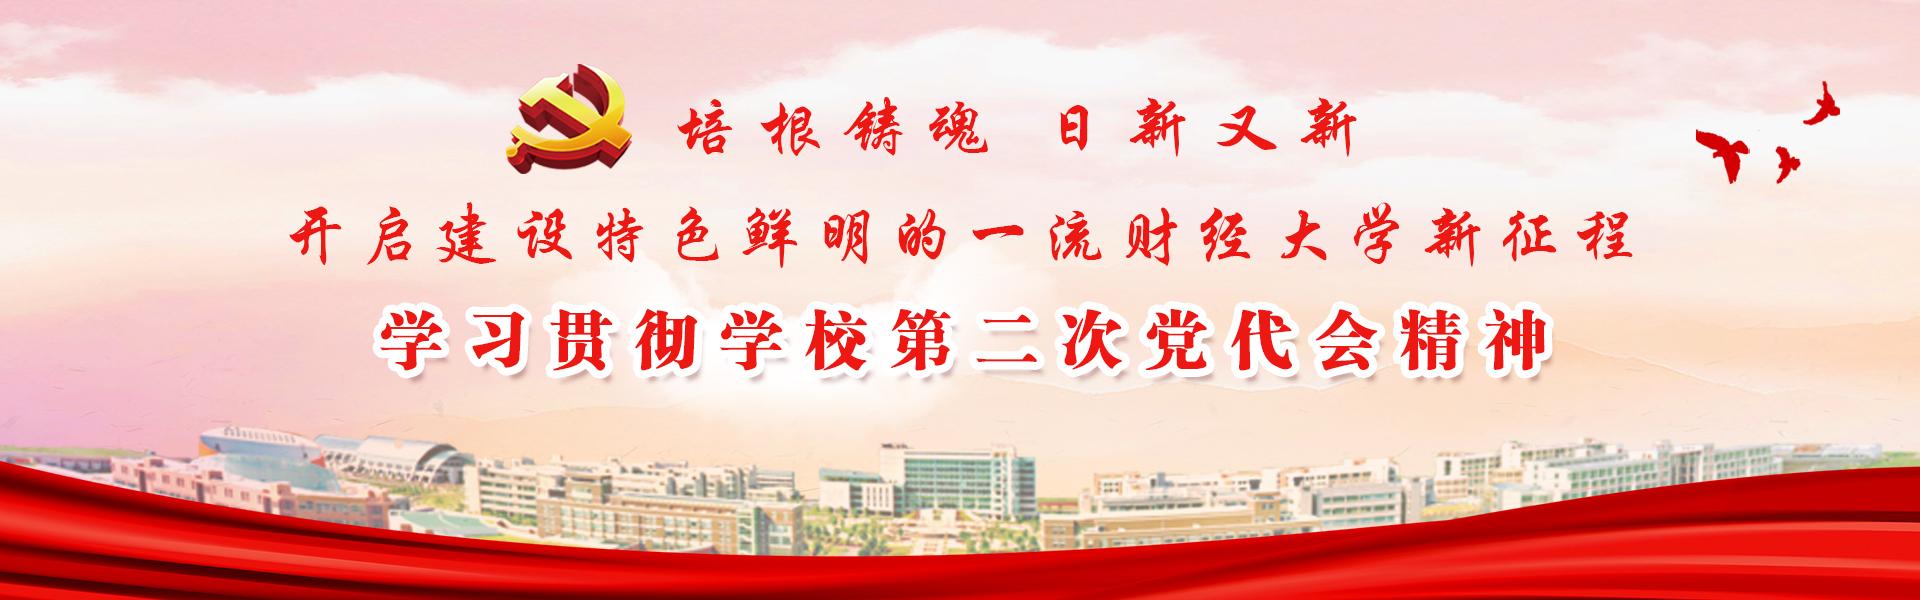 培根铸魂 日新又新
开启建设特色鲜明的一流财经大学新征程
学习贯彻学校第二次党代会精神